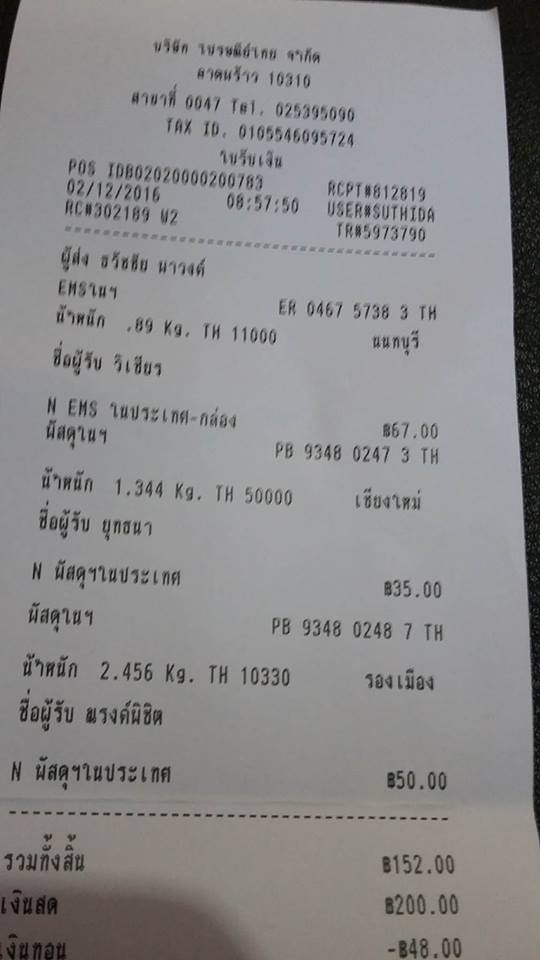 บริษัท ไปรษณีย์ไทย จำกัด
ลาดพร้าว 10310
สาขาที่ 0047 Tel. 025395090
TAX ID. 0105546095724
ใบรับเงิน
POS IDB02020000200783 RCPT#812819
02/12/2016 08:57:50 USER#SUTHIDA
RC#302189 W2 TR#5973790
ผู้ส่ง ธวัชชัย นาวงค์
EMSในฯ ER 0467 5738 3 TH
น้ำหนัก .89 Kg. TH 11000 นนทบุรี
ชื่อผู้รับ วิเชียร
N EMS ในประเทศ-กล่อง ฿67.00
พัสดุในฯ PB 9348 0247 3 TH
น้ำหนัก 1.344 Kg. TH 50000 เชียงใหม่
ชื่อผู้รับ ยุทธนา
N พัสดุฯในประเทศ ฿35.00
พัสดุในฯ PB 9348 0248 7 TH
น้ำหนัก 2.456 Kg. TH 10330 รองเมือง
ชื่อผู้รับ ณรงค์พิชิต
N พัสดุฯในประเทศ ฿50.00
รวมทั้งสิ้น ฿152.00
เงินสด ฿200.00
เงินทอน -฿48.00